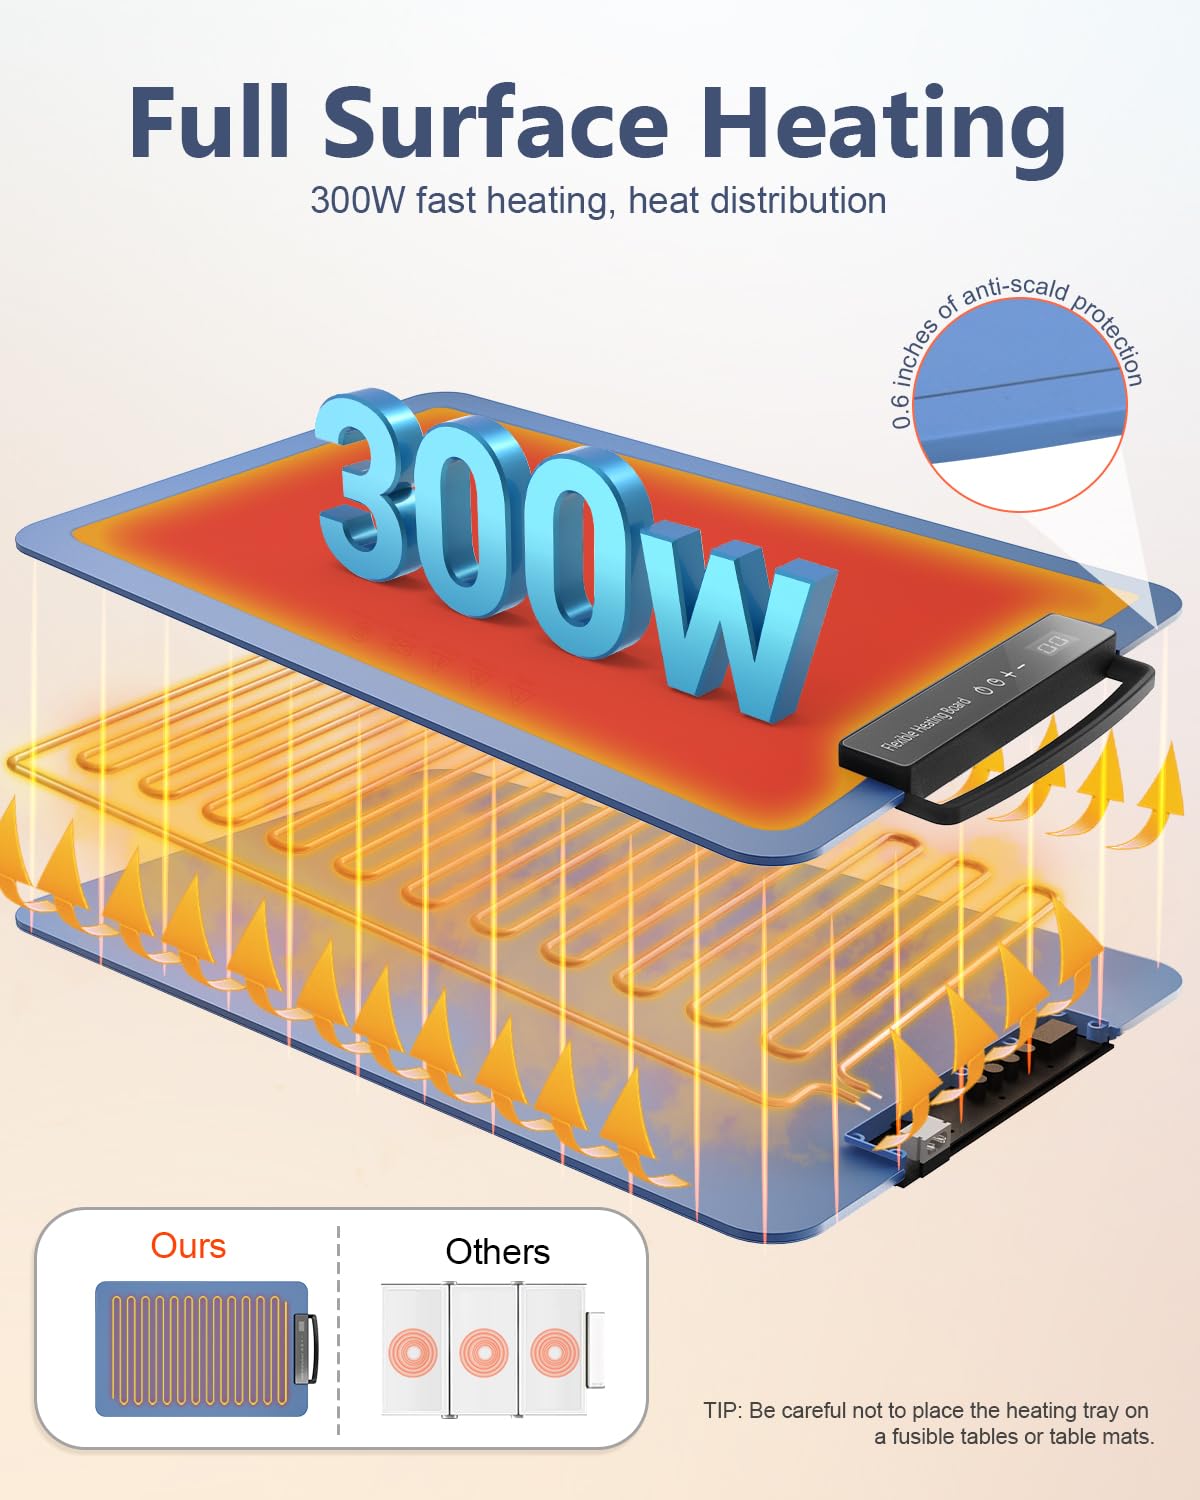 Full Surface Heating
300W fast heating, heat distribution
0.6 inches of anti-scald protection
300W
Flexible Heating Board
00
Ours
Others
TIP: Be careful not to place the heating tray on
a fusible tables or table mats.